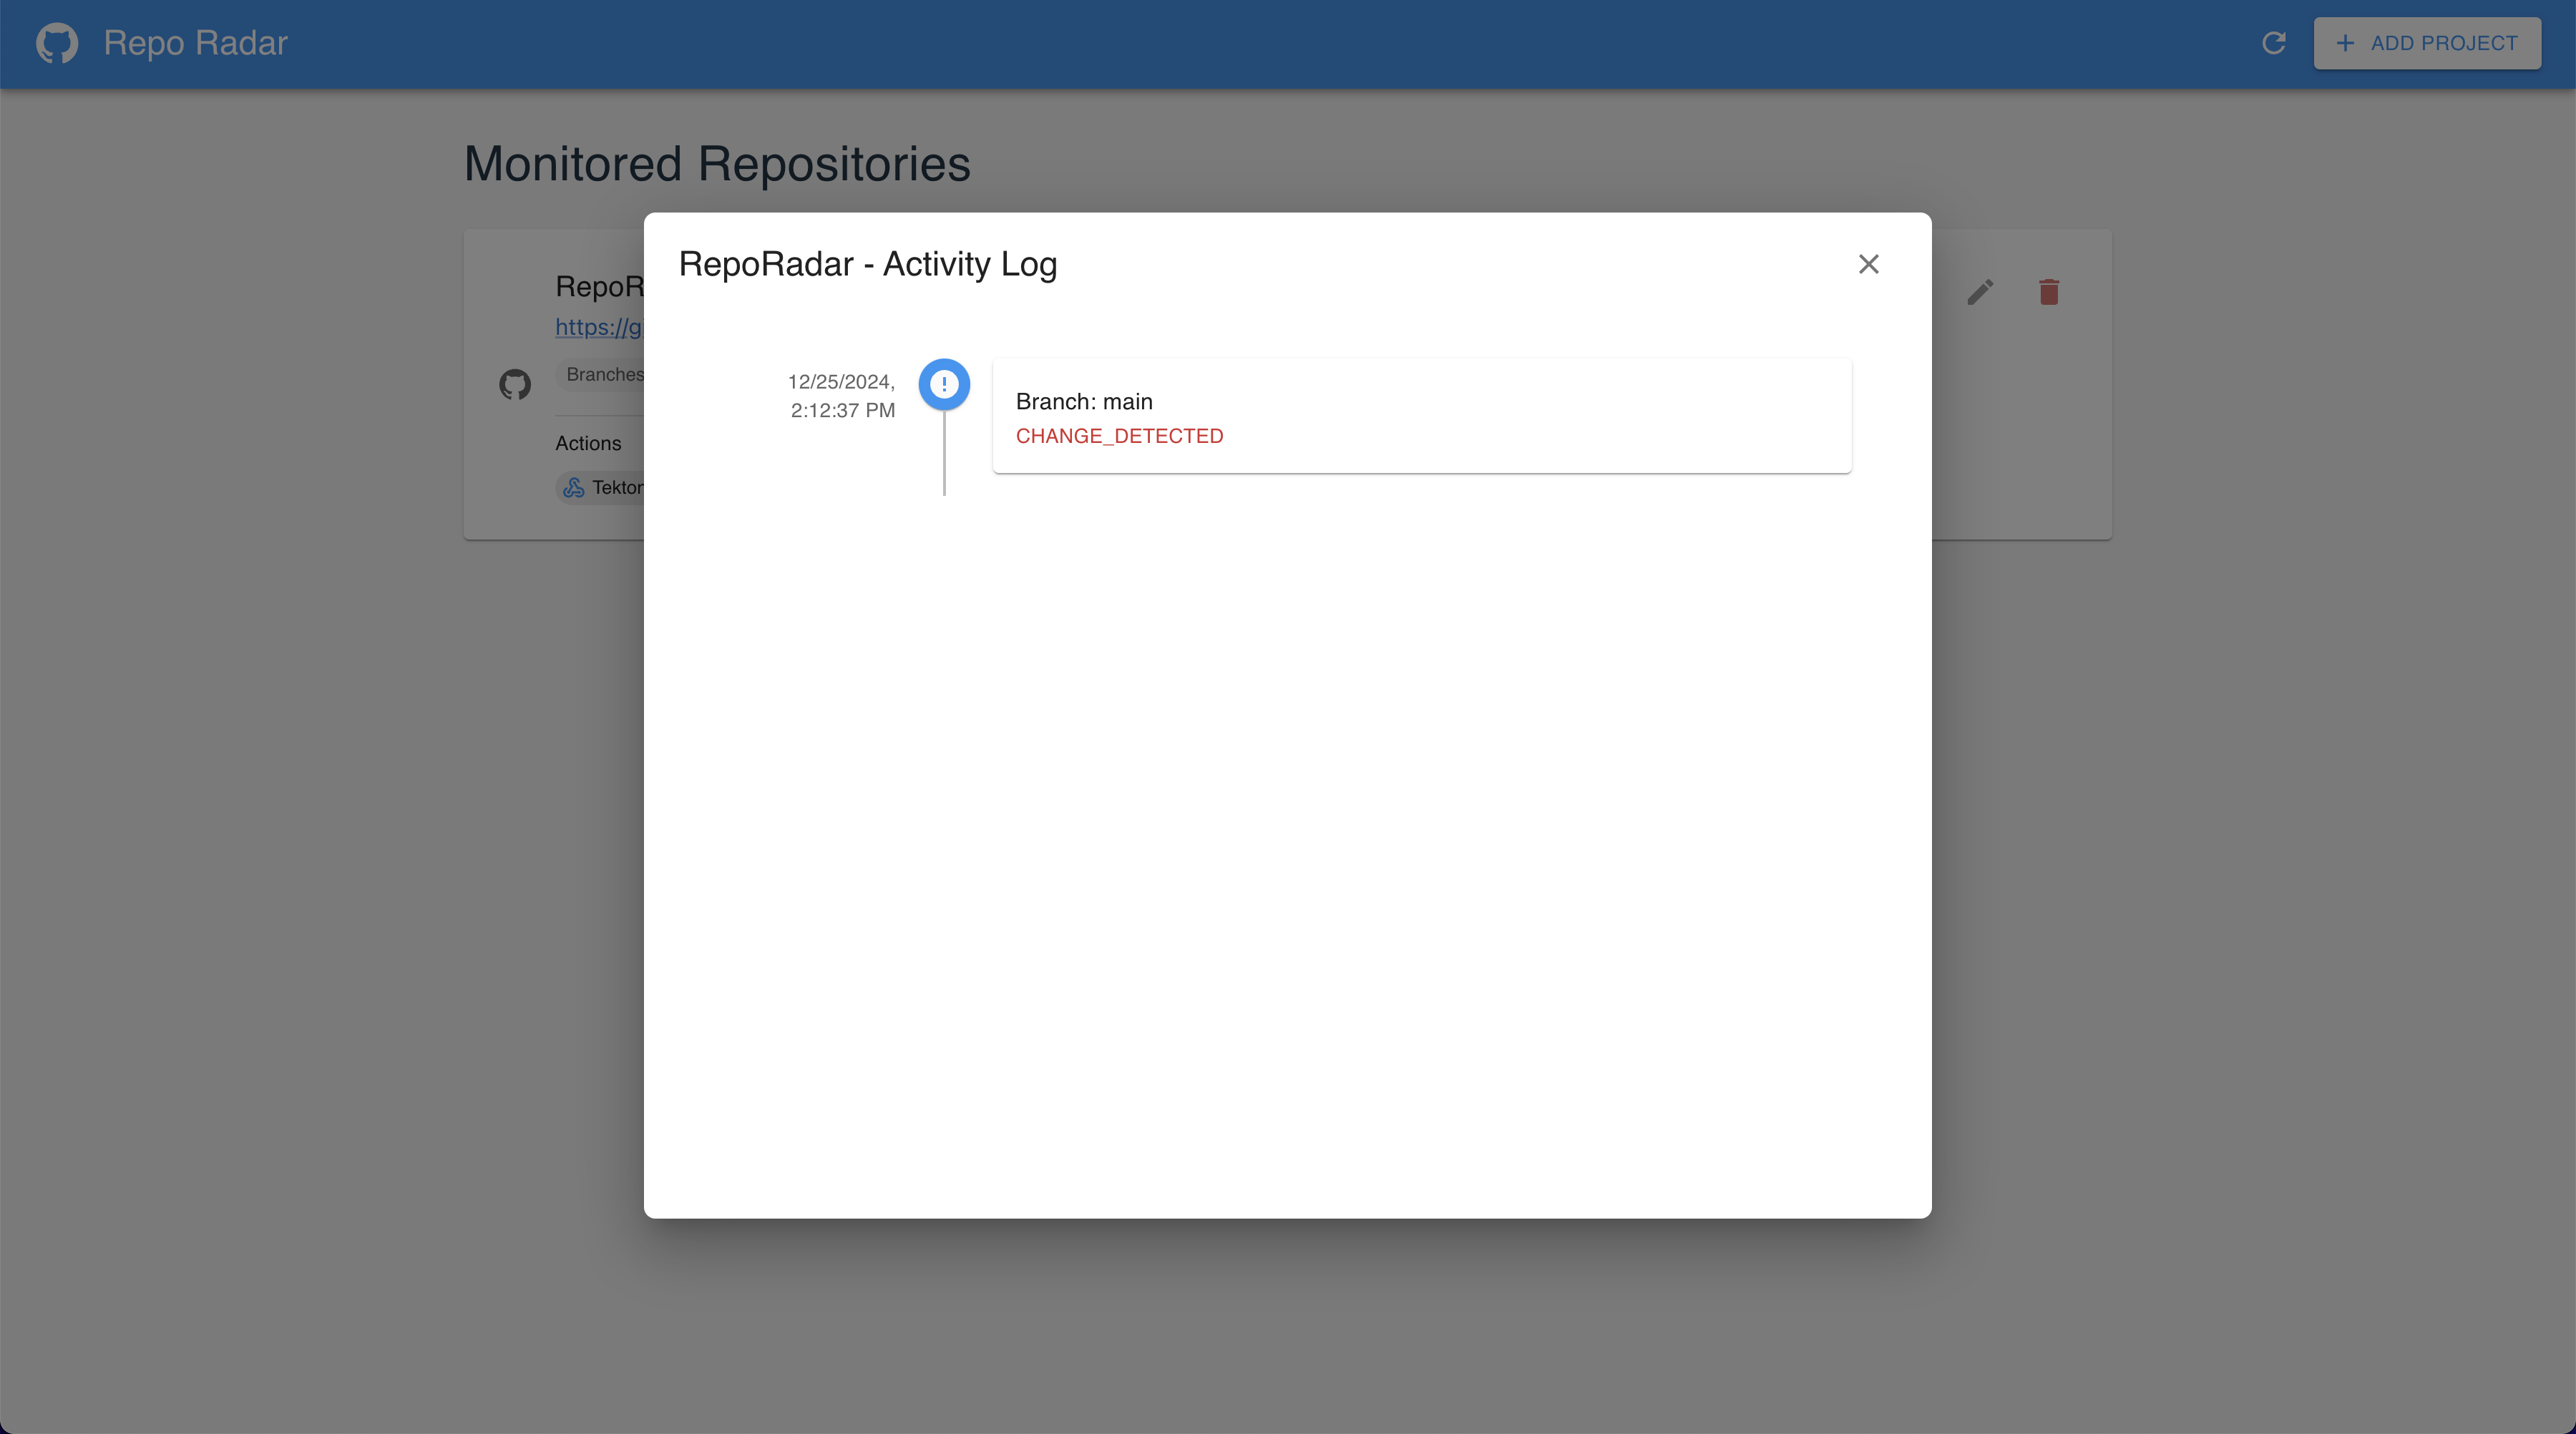 Repo Radar
ADD PROJECT
Monitored Repositories
RepoR
https://g
Branches
Actions
Tektor
RepoRadar - Activity Log
12/25/2024,
2:12:37 PM
Branch: main
CHANGE_DETECTED